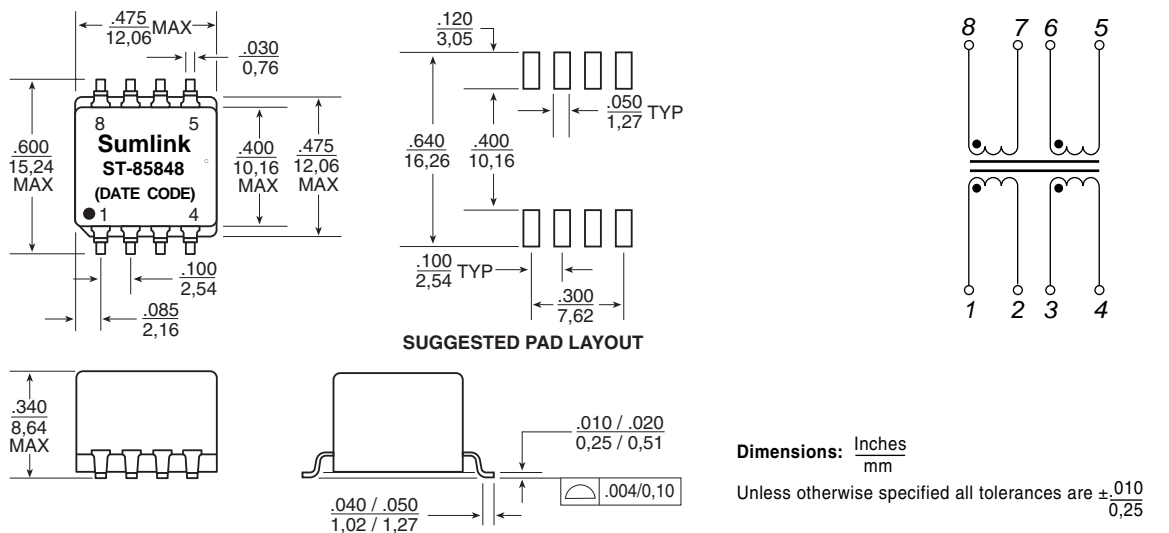 .475
12,06
MAX
.030
0,76
8
5
Sumlink
ST-85848
(DATE CODE)
1
4
.600
15,24
MAX
.400
10,16
MAX
.475
12,06
MAX
.100
2,54
.085
2,16
.120
3,05
.050
1,27
TYP
.640
16,26
.400
10,16
.100
2,54
TYP
.300
7,62
SUGGESTED PAD LAYOUT
8 7 6 5
1 2 3 4
.340
8,64
MAX
.010 / .020
0,25 / 0,51
.004/0,10
.040 / .050
1,02 / 1,27
Dimensions: Inches
mm
Unless otherwise specified all tolerances are ± .010
0,25